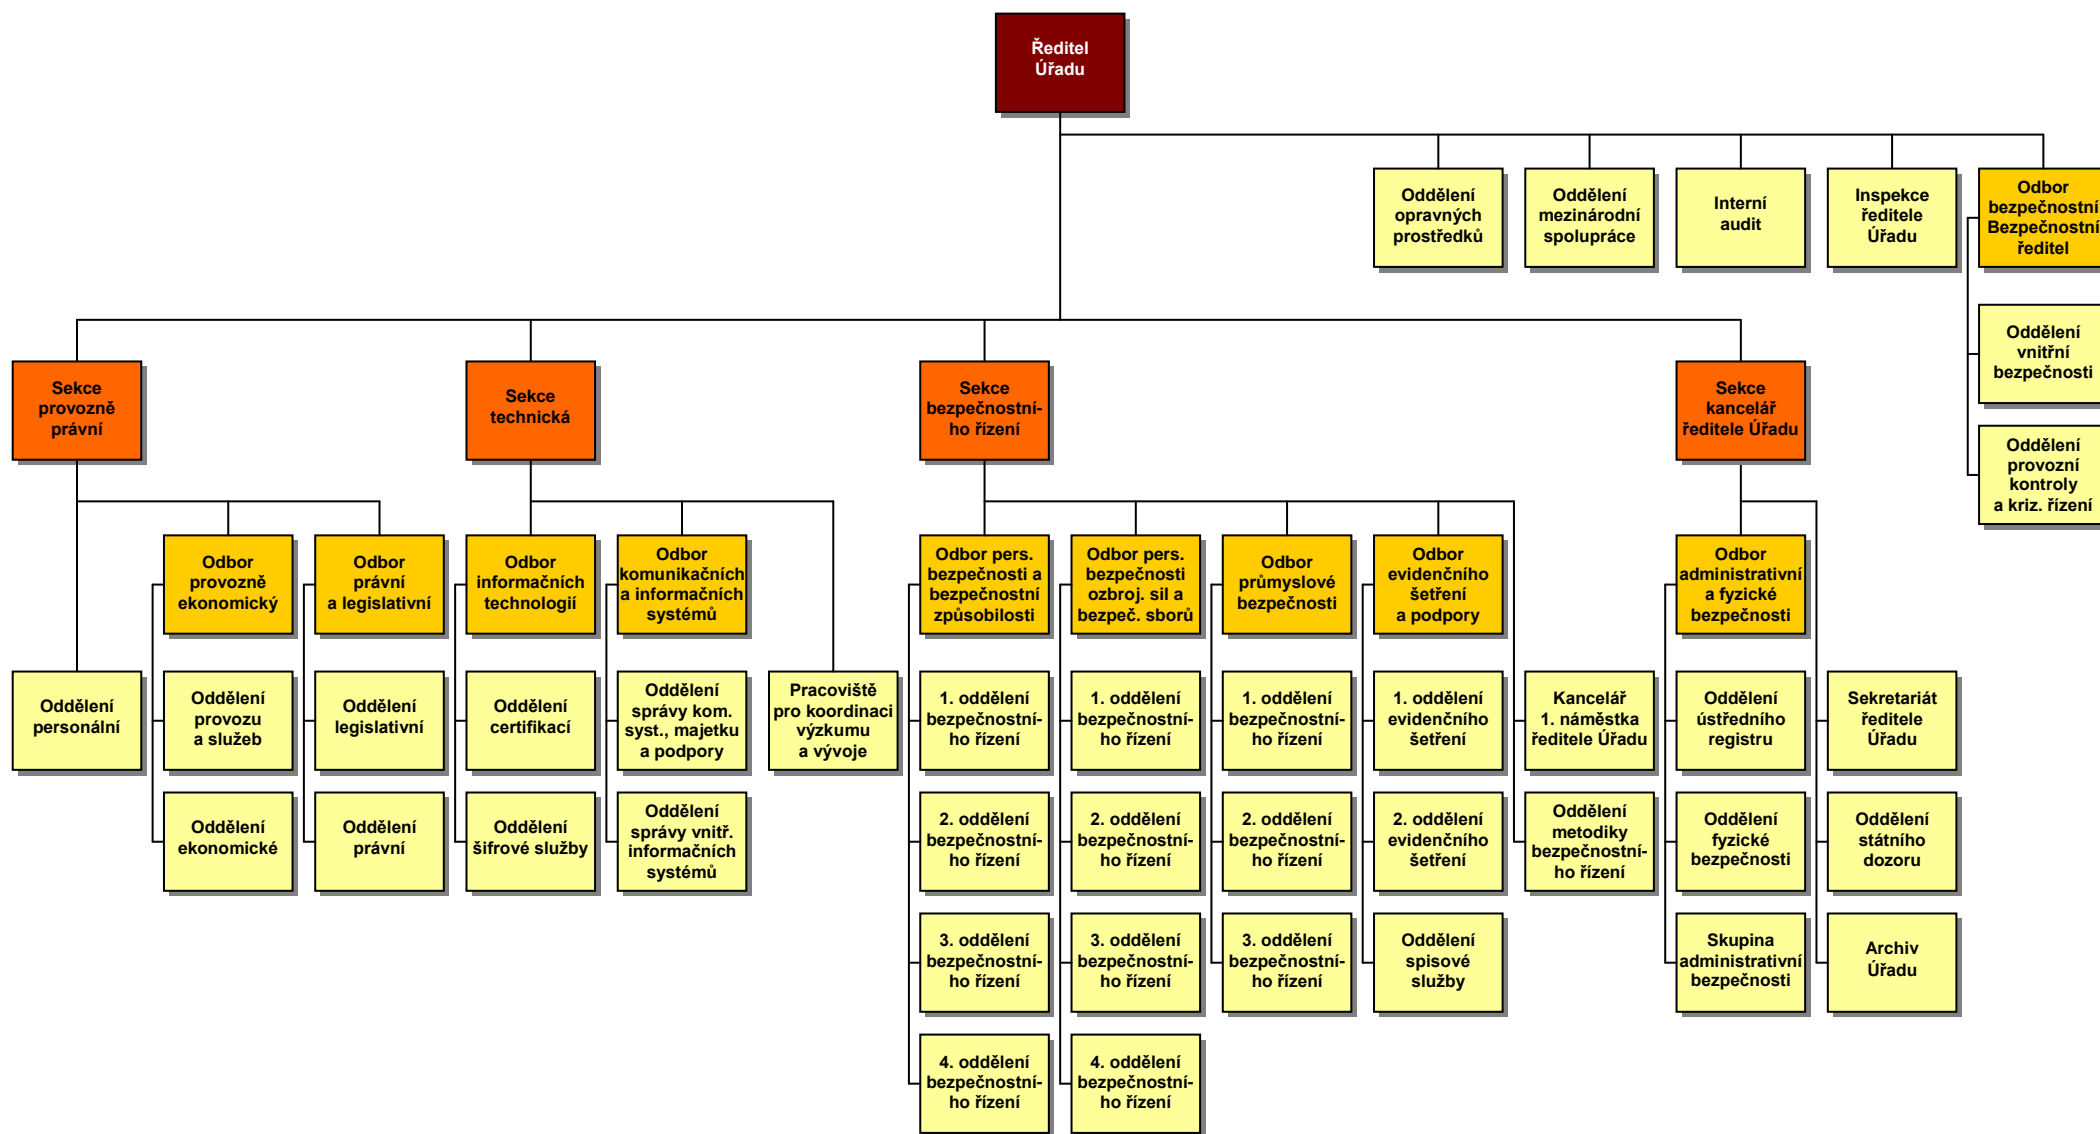 Ředitel
Úřadu
Oddělení
opravných
prostředků
Oddělení
mezinárodní
spolupráce
Interní
audit
Inspekce
ředitele
Úřadu
Odbor
bezpečnostní
Bezpečnostní
ředitel
Oddělení
vnitřní
bezpečnosti
Oddělení
provozní
kontroly
a kriz. řízení
Sekce
provozně
právní
Sekce
technická
Sekce
bezpečnostní-
ho řízení
Sekce
kancelář
ředitele Úřadu
Odbor
provozně
ekonomický
Odbor
právní
a legislativní
Odbor
informačních
technologií
Odbor
komunikačních
a informačních
systémů
Odbor pers.
bezpečnosti a
bezpečnostní
způsobilosti
Odbor pers.
bezpečnosti
ozbroj. sil a
bezpeč. sborů
Odbor
průmyslové
bezpečnosti
Odbor
evidenčního
šetření
a podpory
Odbor
administrativní
a fyzické
bezpečnosti
Oddělení
personální
Oddělení
provozu
a služeb
Oddělení
legislativní
Oddělení
certifikací
Oddělení
správy kom.
syst., majetku
a podpory
Pracoviště
pro koordinaci
výzkumu
a vývoje
1. oddělení
bezpečnostní-
ho řízení
1. oddělení
bezpečnostní-
ho řízení
1. oddělení
bezpečnostní-
ho řízení
1. oddělení
evidenčního
šetření
Kancelář
1. náměstka
ředitele Úřadu
Oddělení
ústředního
registru
Sekretariát
ředitele
Úřadu
Oddělení
ekonomické
Oddělení
právní
Oddělení
šifrové služby
Oddělení
správy vnitř.
informačních
systémů
2. oddělení
bezpečnostní-
ho řízení
2. oddělení
bezpečnostní-
ho řízení
2. oddělení
bezpečnostní-
ho řízení
2. oddělení
evidenčního
šetření
Oddělení
metodiky
bezpečnostní-
ho řízení
Oddělení
fyzické
bezpečnosti
Oddělení
státního
dozoru
3. oddělení
bezpečnostní-
ho řízení
3. oddělení
bezpečnostní-
ho řízení
3. oddělení
bezpečnostní-
ho řízení
Oddělení
spisové
služby
Skupina
administrativní
bezpečnosti
Archiv
Úřadu
4. oddělení
bezpečnostní-
ho řízení
4. oddělení
bezpečnostní-
ho řízení